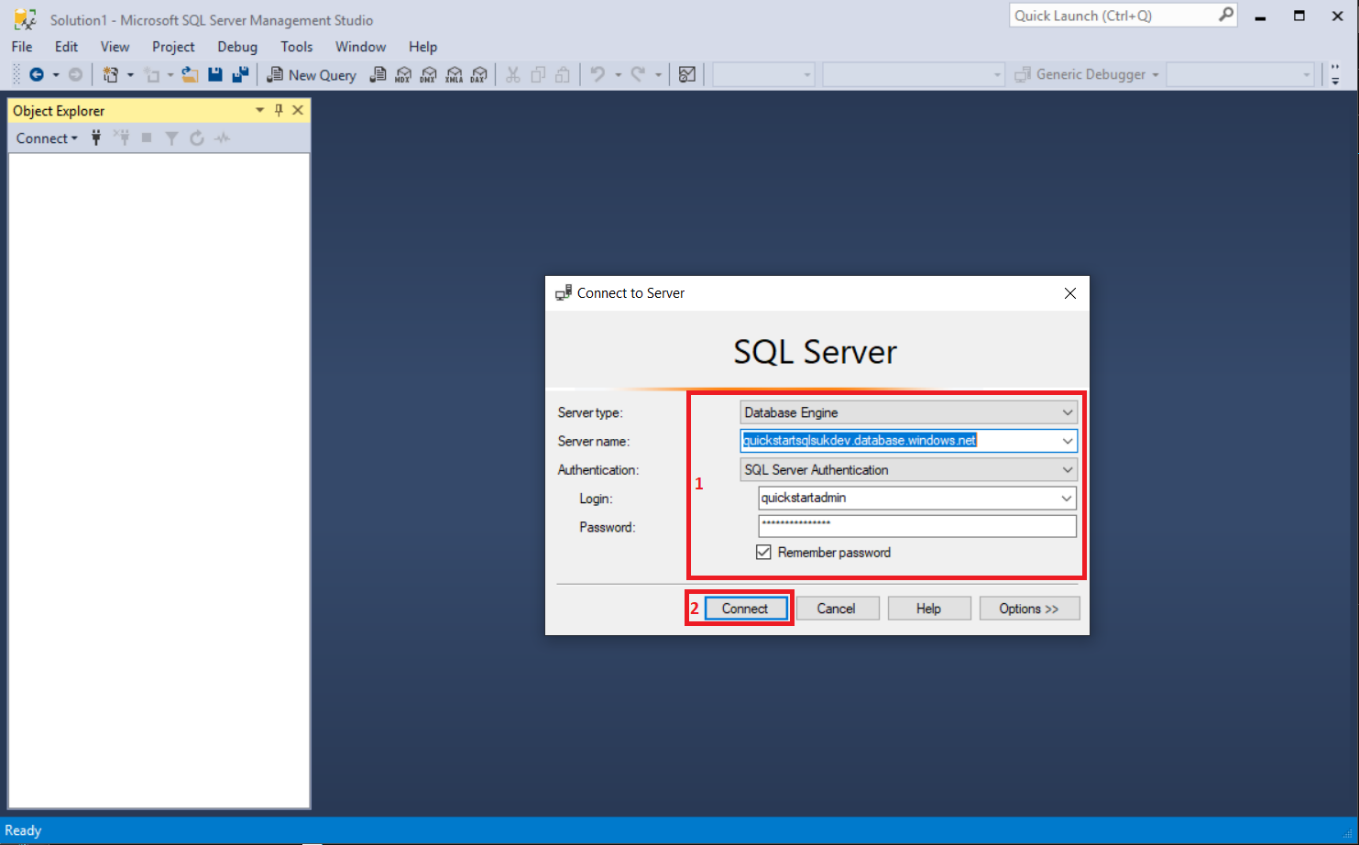 Solution1 - Microsoft SQL Server Management Studio
Quick Launch (Ctrl+Q)
File Edit View Project Debug Tools Window Help
New Query MDX DMX XMLA DAX Generic Debugger
Object Explorer
Connect
Connect to Server
SQL Server
Server type: Database Engine
Server name: quickstartsqlsukdev.database.windows.net
Authentication: SQL Server Authentication
1
Login: quickstartadmin
Password: ***************
Remember password
2 Connect Cancel Help Options >>
Ready